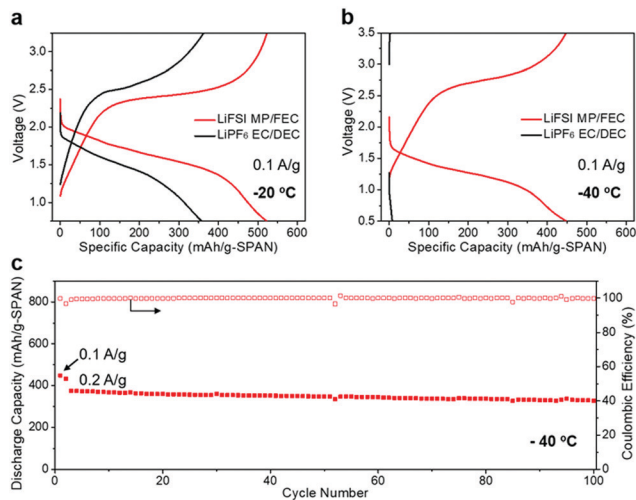 a
3.0
2.5
2.0
1.5
1.0
Voltage (V)
LiFSI MP/FEC
LiPF6 EC/DEC
0.1 A/g
-20 ºC
0 100 200 300 400 500 600
Specific Capacity (mAh/g-SPAN)
b
3.5
3.0
2.5
2.0
1.5
1.0
0.5
Voltage (V)
LiFSI MP/FEC
LiPF6 EC/DEC
0.1 A/g
-40 ºC
0 100 200 300 400 500 600
Specific Capacity (mAh/g-SPAN)
c
Discharge Capacity (mAh/g-SPAN)
800
600
400
200
0
0.1 A/g
0.2 A/g
- 40 ºC
100
80
60
40
20
0
Coulombic Efficiency (%)
0 20 40 60 80 100
Cycle Number